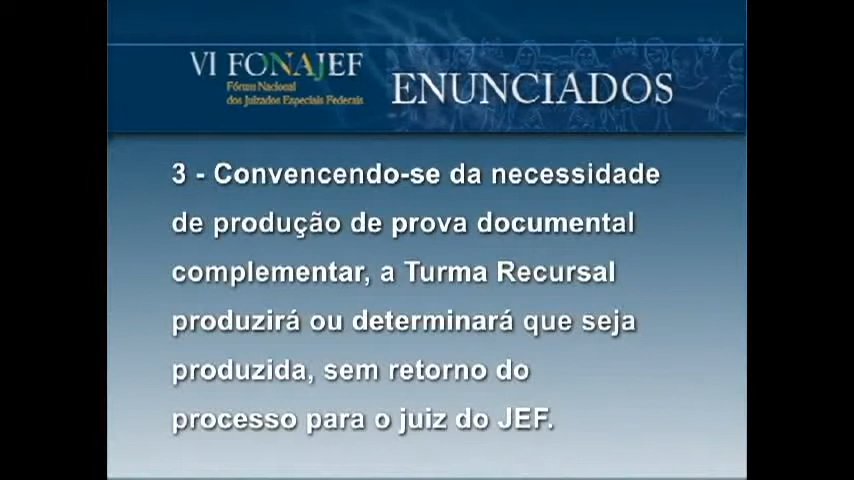 VI FONAJEF
Fórum Nacional
dos Juizados Especiais Federais
ENUNCIADOS
3 - Convencendo-se da necessidade
de produção de prova documental
complementar, a Turma Recursal
produzirá ou determinará que seja
produzida, sem retorno do
processo para o juiz do JEF.